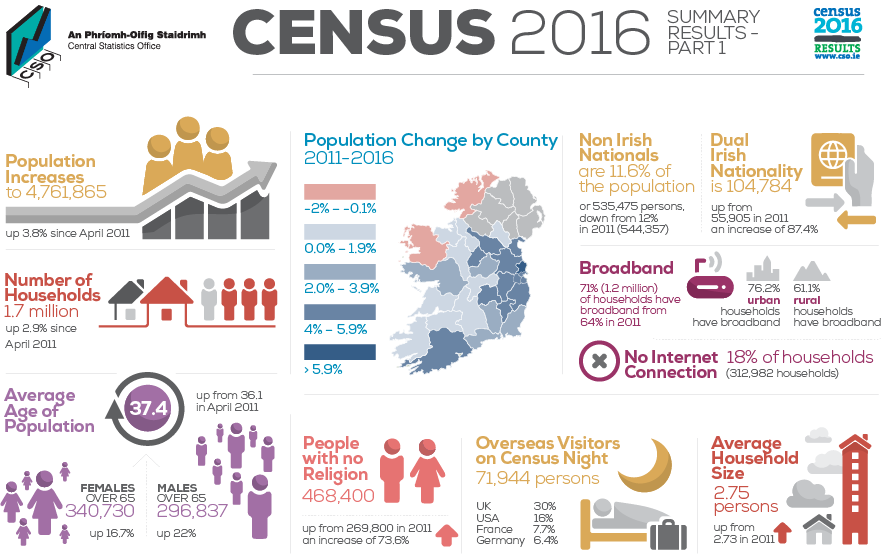 An Phríomh-Oifig Staidrimh
Central Statistics Office
CSO
CENSUS 2016
SUMMARY
RESULTS -
PART 1
census
2016
RESULTS
www.cso.ie
Population
Increases
to 4,761,865
up 3.8% since April 2011
Number of
Households
1.7 million
up 2.9% since
April 2011
Average
Age of
Population
37.4
up from 36.1
in April 2011
FEMALES
OVER 65
340,730
up 16.7%
MALES
OVER 65
296,837
up 22%
Population Change by County
2011-2016
-2% - -0.1%
0.0% - 1.9%
2.0% - 3.9%
4% - 5.9%
> 5.9%
Non Irish
Nationals
are 11.6% of
the population
or 535,475 persons,
down from 12%
in 2011 (544,357)
Dual
Irish
Nationality
is 104,784
up from
55,905 in 2011
an increase of 87.4%
Broadband
71% (1.2 million)
of households have
broadband from
64% in 2011
76.2%
urban
households
have broadband
61.1%
rural
households
have broadband
No Internet
Connection
18% of households
(312,982 households)
People
with no
Religion
468,400
up from 269,800 in 2011
an increase of 73.6%
Overseas Visitors
on Census Night
71,944 persons
UK 30%
USA 16%
France 7.7%
Germany 6.4%
Average
Household
Size
2.75
persons
up from
2.73 in 2011